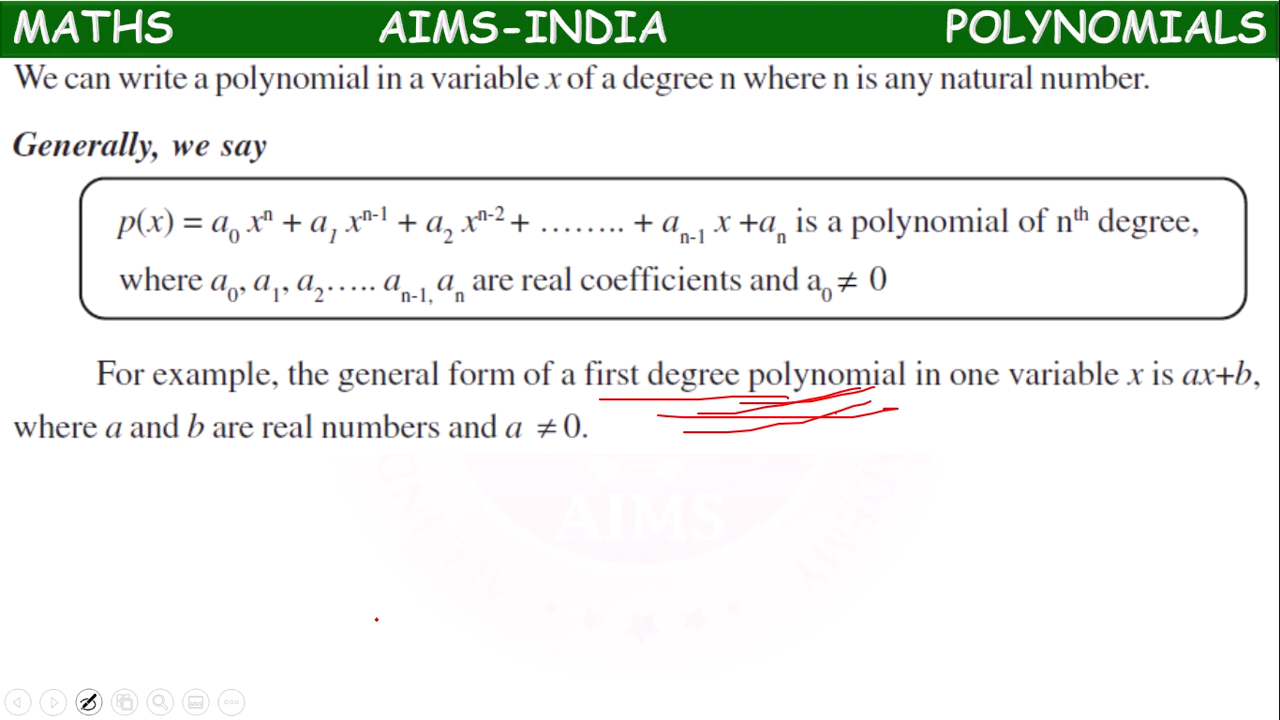 MATHS AIMS-INDIA POLYNOMIALS
We can write a polynomial in a variable x of a degree n where n is any natural number.
Generally, we say
p(x) = a₀ xⁿ + a₁ xⁿ⁻¹ + a₂ xⁿ⁻² + …….. + aₙ₋₁ x +aₙ is a polynomial of nᵗʰ degree,
where a₀, a₁, a₂….. aₙ₋₁, aₙ are real coefficients and a₀ ≠ 0
For example, the general form of a first degree polynomial in one variable x is ax+b,
where a and b are real numbers and a ≠ 0.
AIMS